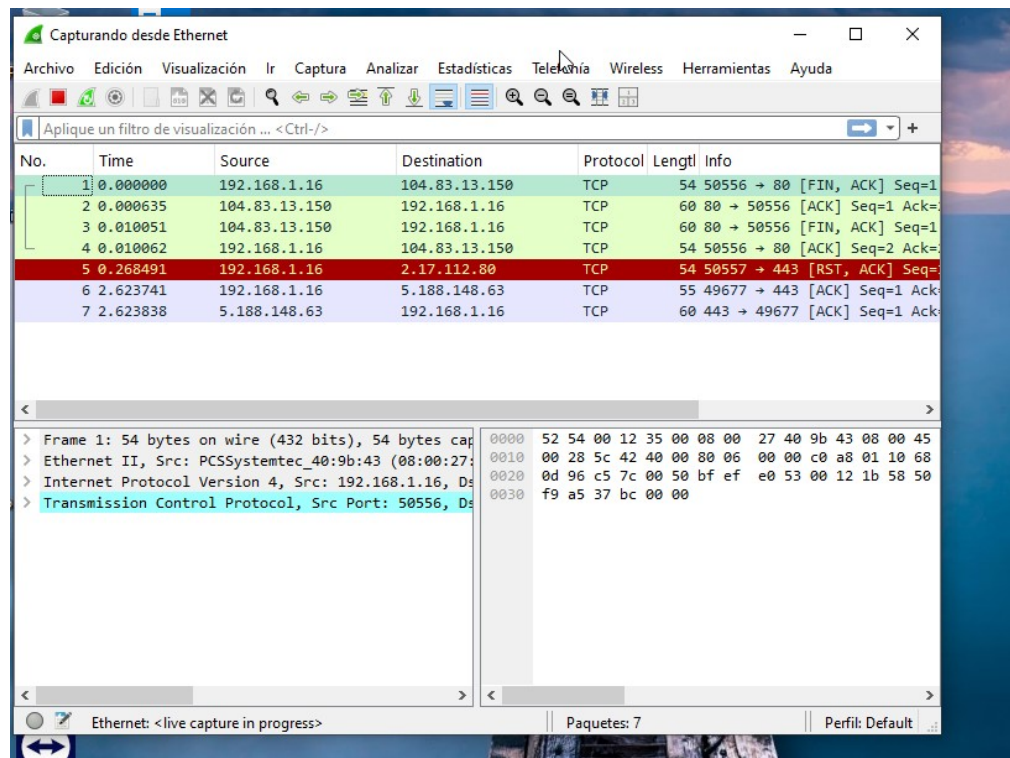 Capturando desde Ethernet
Archivo Edición Visualización Ir Captura Analizar Estadísticas Telefonía Wireless Herramientas Ayuda
Aplique un filtro de visualización ... <Ctrl-/>
No. Time Source Destination Protocol Lengtl Info
1 0.000000 192.168.1.16 104.83.13.150 TCP 54 50556 → 80 [FIN, ACK] Seq=1
2 0.000635 104.83.13.150 192.168.1.16 TCP 60 80 → 50556 [ACK] Seq=1 Ack=
3 0.010051 104.83.13.150 192.168.1.16 TCP 60 80 → 50556 [FIN, ACK] Seq=1
4 0.010062 192.168.1.16 104.83.13.150 TCP 54 50556 → 80 [ACK] Seq=2 Ack=
5 0.268491 192.168.1.16 2.17.112.80 TCP 54 50557 → 443 [RST, ACK] Seq=
6 2.623741 192.168.1.16 5.188.148.63 TCP 55 49677 → 443 [ACK] Seq=1 Ack=
7 2.623838 5.188.148.63 192.168.1.16 TCP 60 443 → 49677 [ACK] Seq=1 Ack
Frame 1: 54 bytes on wire (432 bits), 54 bytes cap
Ethernet II, Src: PCSSystemtec_40:9b:43 (08:00:27:
Internet Protocol Version 4, Src: 192.168.1.16, Ds
Transmission Control Protocol, Src Port: 50556, Ds
0000 52 54 00 12 35 00 08 00 27 40 9b 43 08 00 45
0010 00 28 5c 42 40 00 80 06 00 00 c0 a8 01 10 68
0020 0d 96 c5 7c 00 50 bf ef e0 53 00 12 1b 58 50
0030 f9 a5 37 bc 00 00
Ethernet: <live capture in progress>
Paquetes: 7
Perfil: Default